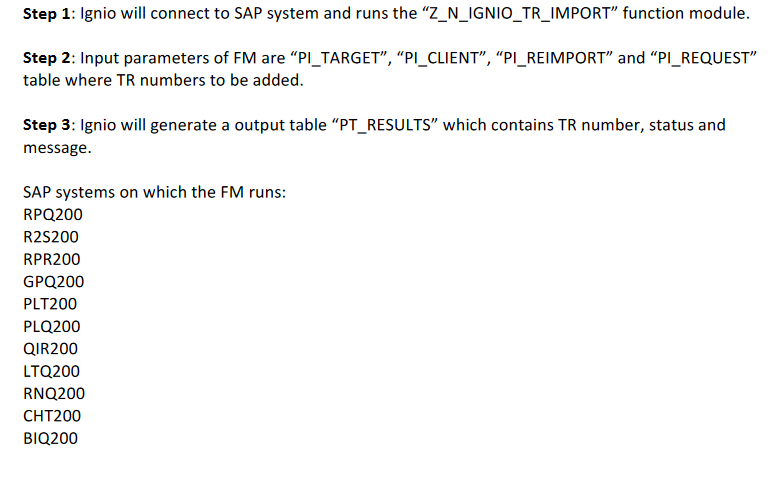 Step 1: Ignio will connect to SAP system and runs the “Z_N_IGNIO_TR_IMPORT” function module.
Step 2: Input parameters of FM are “PI_TARGET”, “PI_CLIENT”, “PI_REIMPORT” and “PI_REQUEST”
table where TR numbers to be added.
Step 3: Ignio will generate a output table “PT_RESULTS” which contains TR number, status and
message.
SAP systems on which the FM runs:
RPQ200
R2S200
RPR200
GPQ200
PLT200
PLQ200
QIR200
LTQ200
RNQ200
CHT200
BIQ200